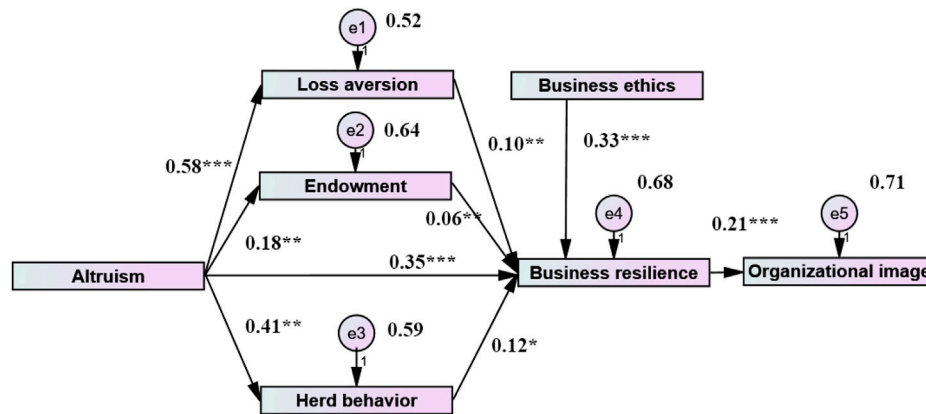 e1
0.52
1
Loss aversion
Business ethics
e2
0.64
1
0.10**
0.33***
0.58***
Endowment
e4
0.68
0.71
0.06**
1
0.21***
e5
1
0.18**
0.35***
Altruism
Business resilience
Organizational image
0.41**
e3
0.59
1
0.12*
Herd behavior